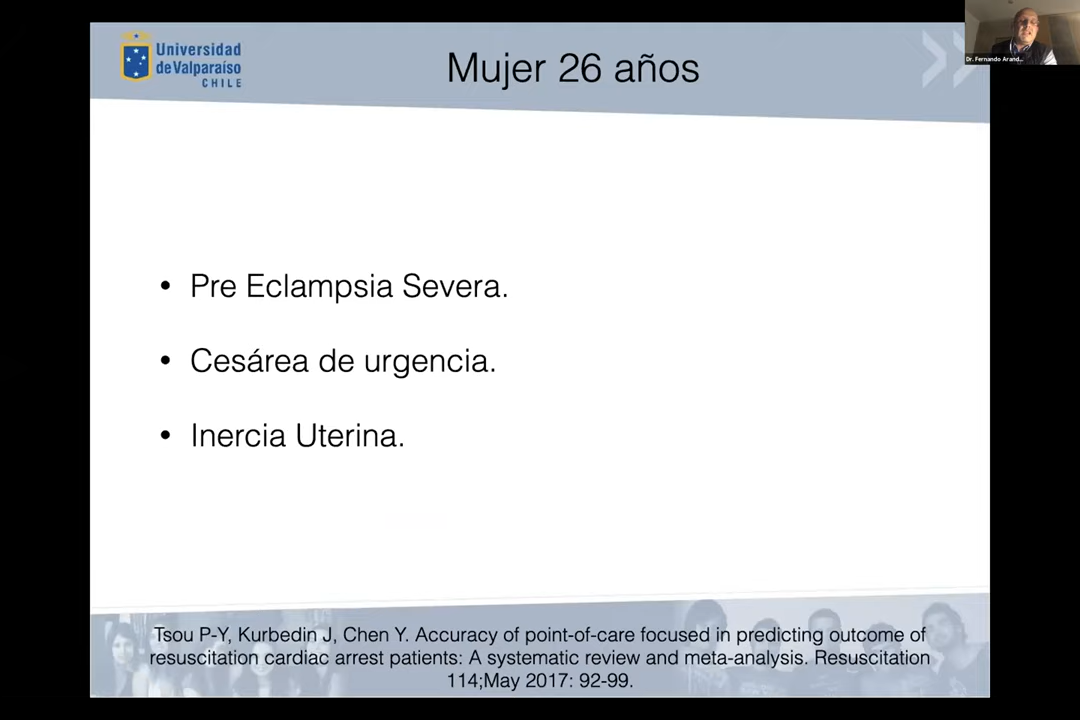 Universidad
de Valparaíso
CHILE
Mujer 26 años
Dr. Fernando Arand...
• Pre Eclampsia Severa.
• Cesárea de urgencia.
• Inercia Uterina.
Tsou P-Y, Kurbedin J, Chen Y. Accuracy of point-of-care focused in predicting outcome of
resuscitation cardiac arrest patients: A systematic review and meta-analysis. Resuscitation
114;May 2017: 92-99.